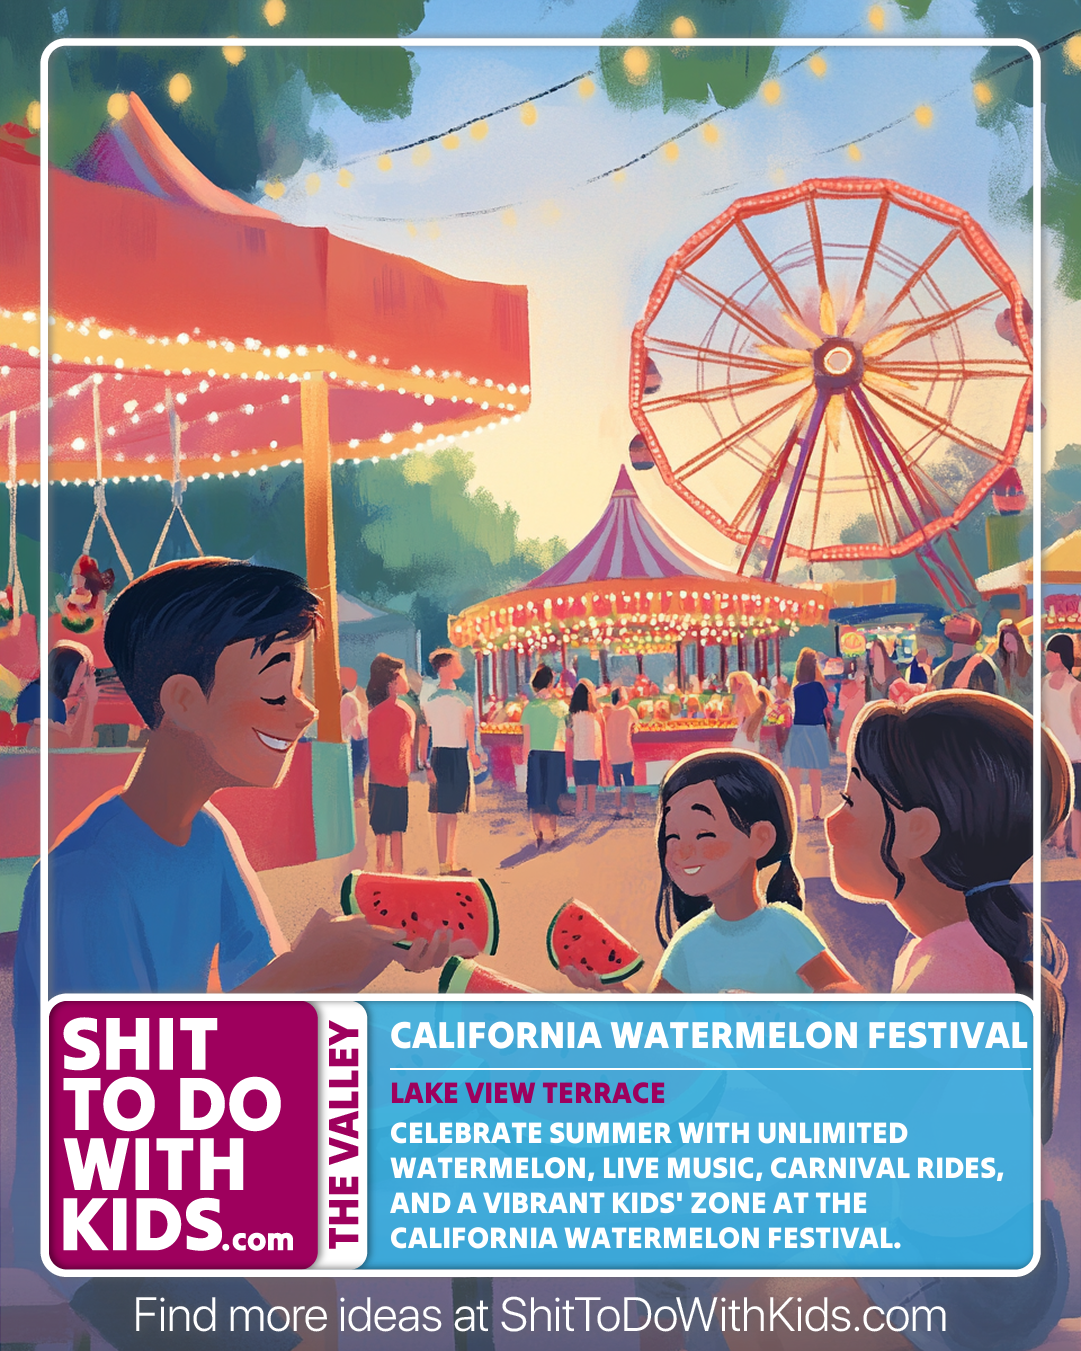 SHIT
TO DO
WITH
KIDS.com
THE VALLEY
CALIFORNIA WATERMELON FESTIVAL
LAKE VIEW TERRACE
CELEBRATE SUMMER WITH UNLIMITED
WATERMELON, LIVE MUSIC, CARNIVAL RIDES,
AND A VIBRANT KIDS' ZONE AT THE
CALIFORNIA WATERMELON FESTIVAL.
Find more ideas at ShitToDoWithKids.com